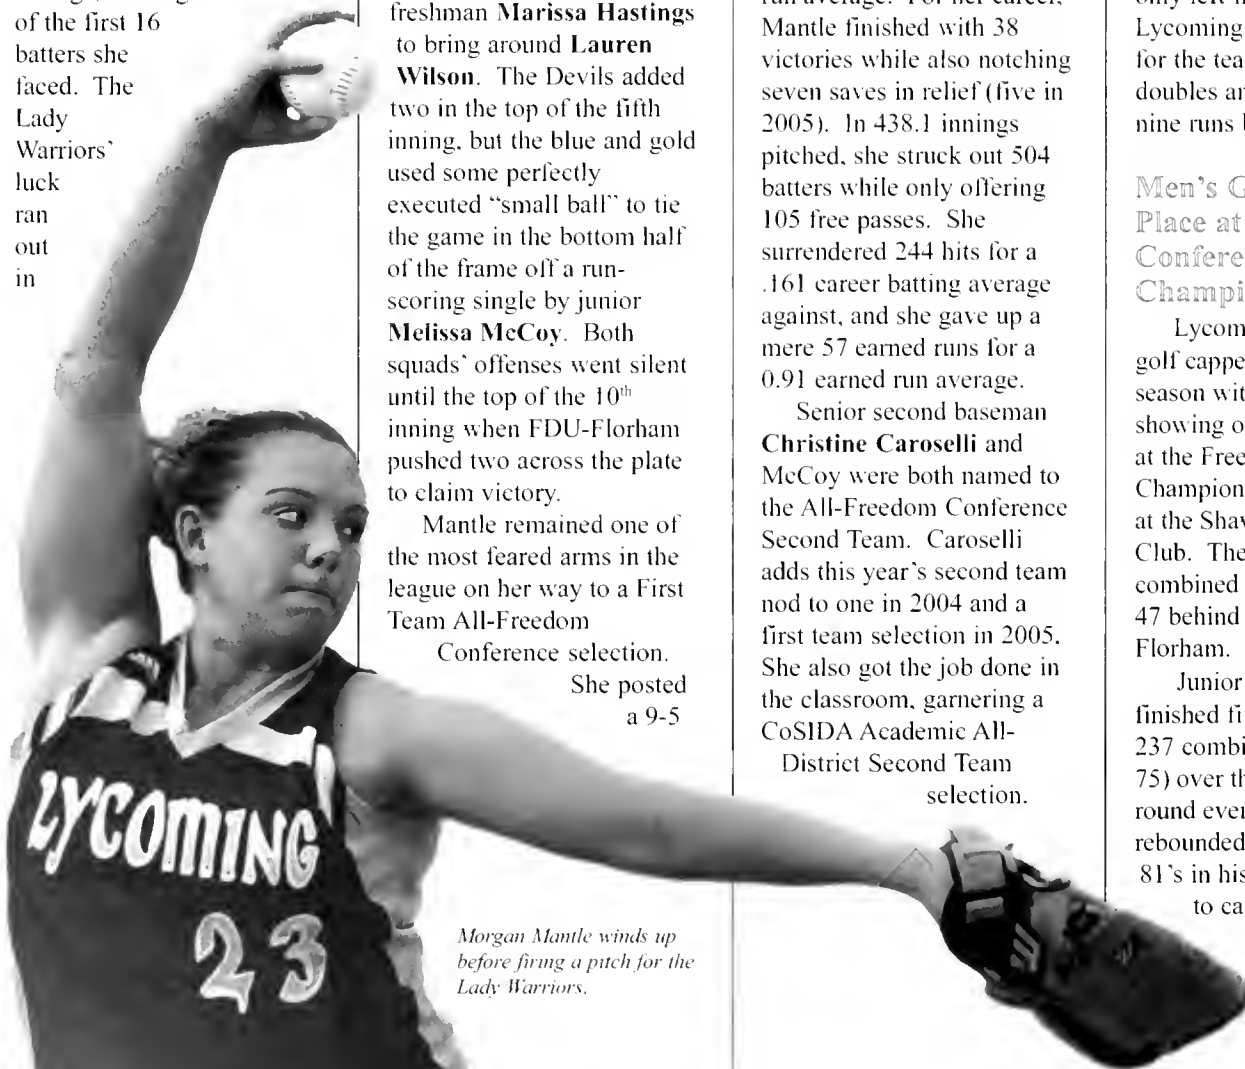 of the first 16
batters she
faced. The
Lady
Warriors'
luck
ran
out
in
freshman Marissa Hastings
to bring around Lauren
Wilson. The Devils added
two in the top of the fifth
inning, but the blue and gold
used some perfectly
executed “small ball” to tie
the game in the bottom half
of the frame off a run-
scoring single by junior
Melissa McCoy. Both
squads' offenses went silent
until the top of the 10th
inning when FDU-Florham
pushed two across the plate
to claim victory.
Mantle remained one of
the most feared arms in the
league on her way to a First
Team All-Freedom
Conference selection.
She posted
a 9-5
Mantle finished with 38
victories while also notching
seven saves in relief (five in
2005). In 438.1 innings
pitched, she struck out 504
batters while only offering
105 free passes. She
surrendered 244 hits for a
.161 career batting average
against, and she gave up a
mere 57 earned runs for a
0.91 earned run average.
Senior second baseman
Christine Caroselli and
McCoy were both named to
the All-Freedom Conference
Second Team. Caroselli
adds this year's second team
nod to one in 2004 and a
first team selection in 2005.
She also got the job done in
the classroom, garnering a
CoSIDA Academic All-
District Second Team
selection.
Lycoming
for the tea
doubles a
nine runs
Men's G
Place at
Confere
Champi
Lycom
golf cappe
season wit
showing o
at the Free
Champion
at the Sha
Club. The
combined
47 behind
Florham.
Junior
finished fi
237 combi
75) over th
round ever
rebounded
81's in his
to ca
LYCOMING
23
Morgan Mantle winds up
before firing a pitch for the
Lady Warriors.